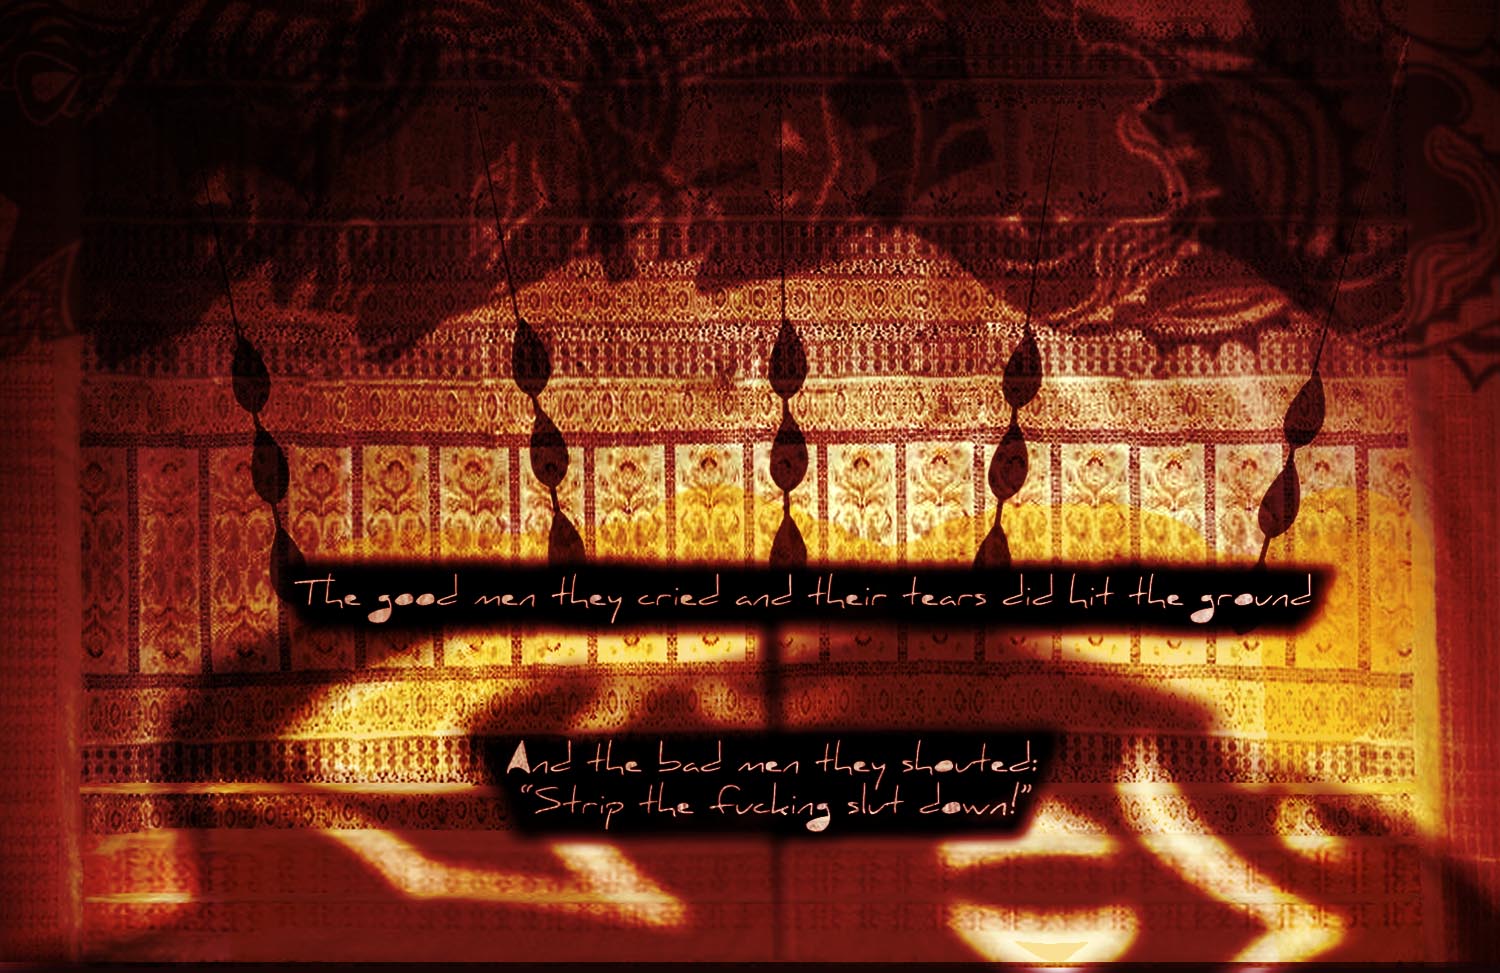 The good men they cried and their tears did hit the ground
And the bad men they shouted:
“Strip the fucking slut down!”